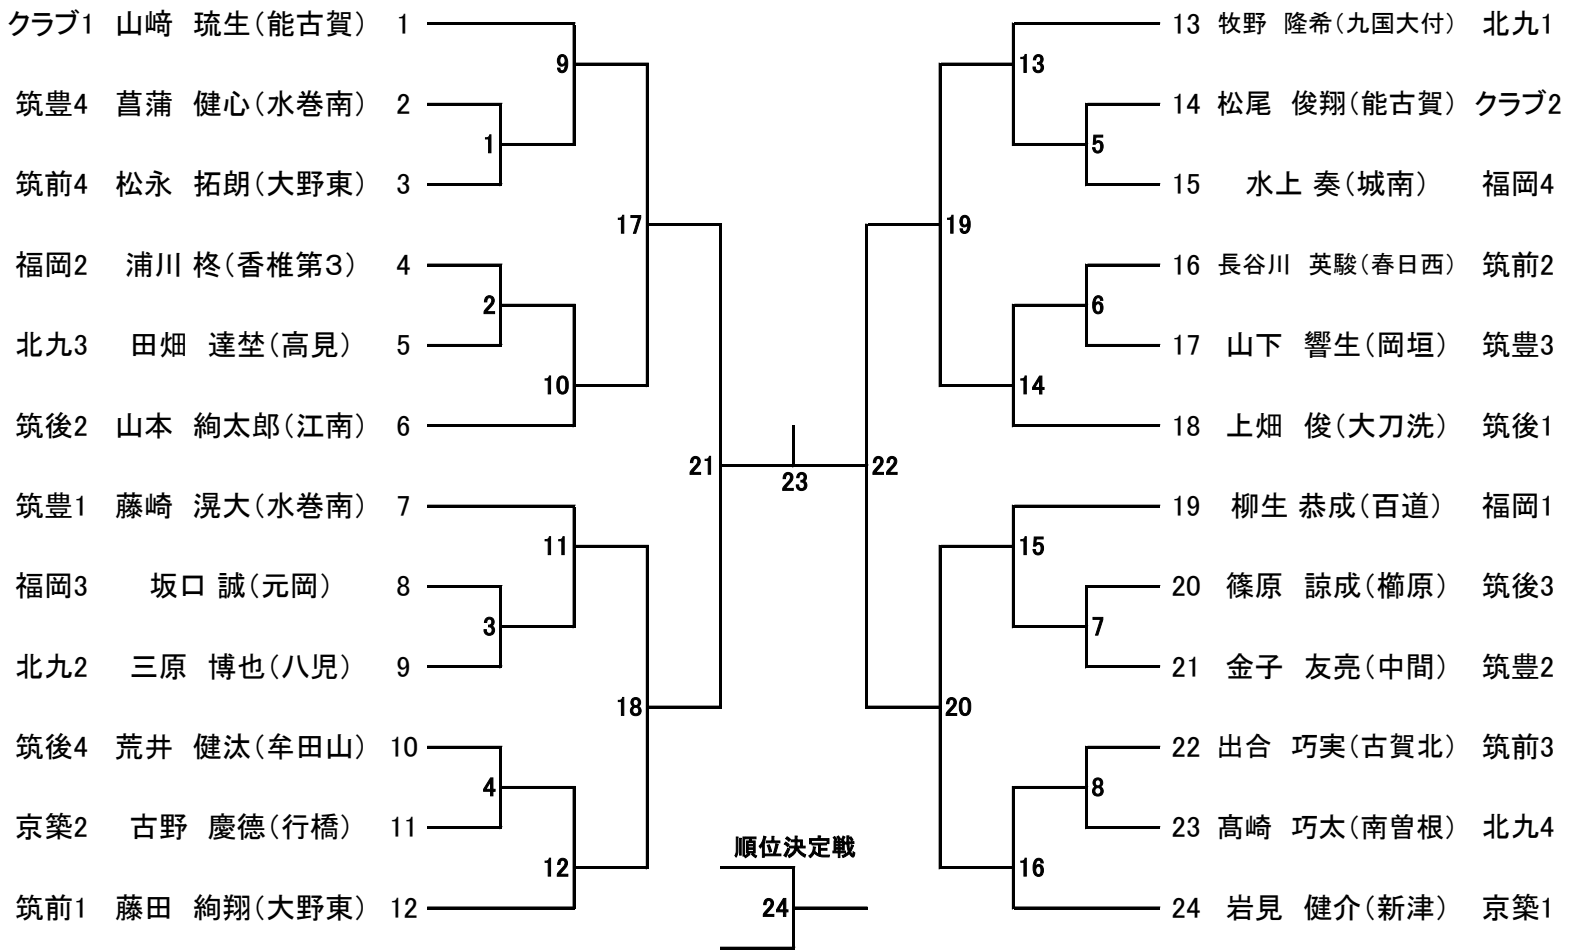 クラブ1 山﨑 琉生(能古賀) 1
9
筑豊4 菖蒲 健心(水巻南) 2
1
筑前4 松永 拓朗(大野東) 3
17
福岡2 浦川 柊(香椎第3) 4
2
北九3 田畑 達埜(高見) 5
10
筑後2 山本 絢太郎(江南) 6
21
筑豊1 藤崎 滉大(水巻南) 7
11
福岡3 坂口 誠(元岡) 8
3
北九2 三原 博也(八児) 9
18
筑後4 荒井 健汰(牟田山) 10
4
京築2 古野 慶徳(行橋) 11
12
筑前1 藤田 絢翔(大野東) 12
23
順位決定戦
24
13 牧野 隆希(九国大付) 北九1
13
14 松尾 俊翔(能古賀) クラブ2
5
15 水上 奏(城南) 福岡4
19
16 長谷川 英駿(春日西) 筑前2
6
17 山下 響生(岡垣) 筑豊3
14
18 上畑 俊(大刀洗) 筑後1
22
19 柳生 恭成(百道) 福岡1
15
20 篠原 諒成(櫛原) 筑後3
7
21 金子 友亮(中間) 筑豊2
20
22 出合 巧実(古賀北) 筑前3
8
23 髙崎 巧太(南曽根) 北九4
16
24 岩見 健介(新津) 京築1